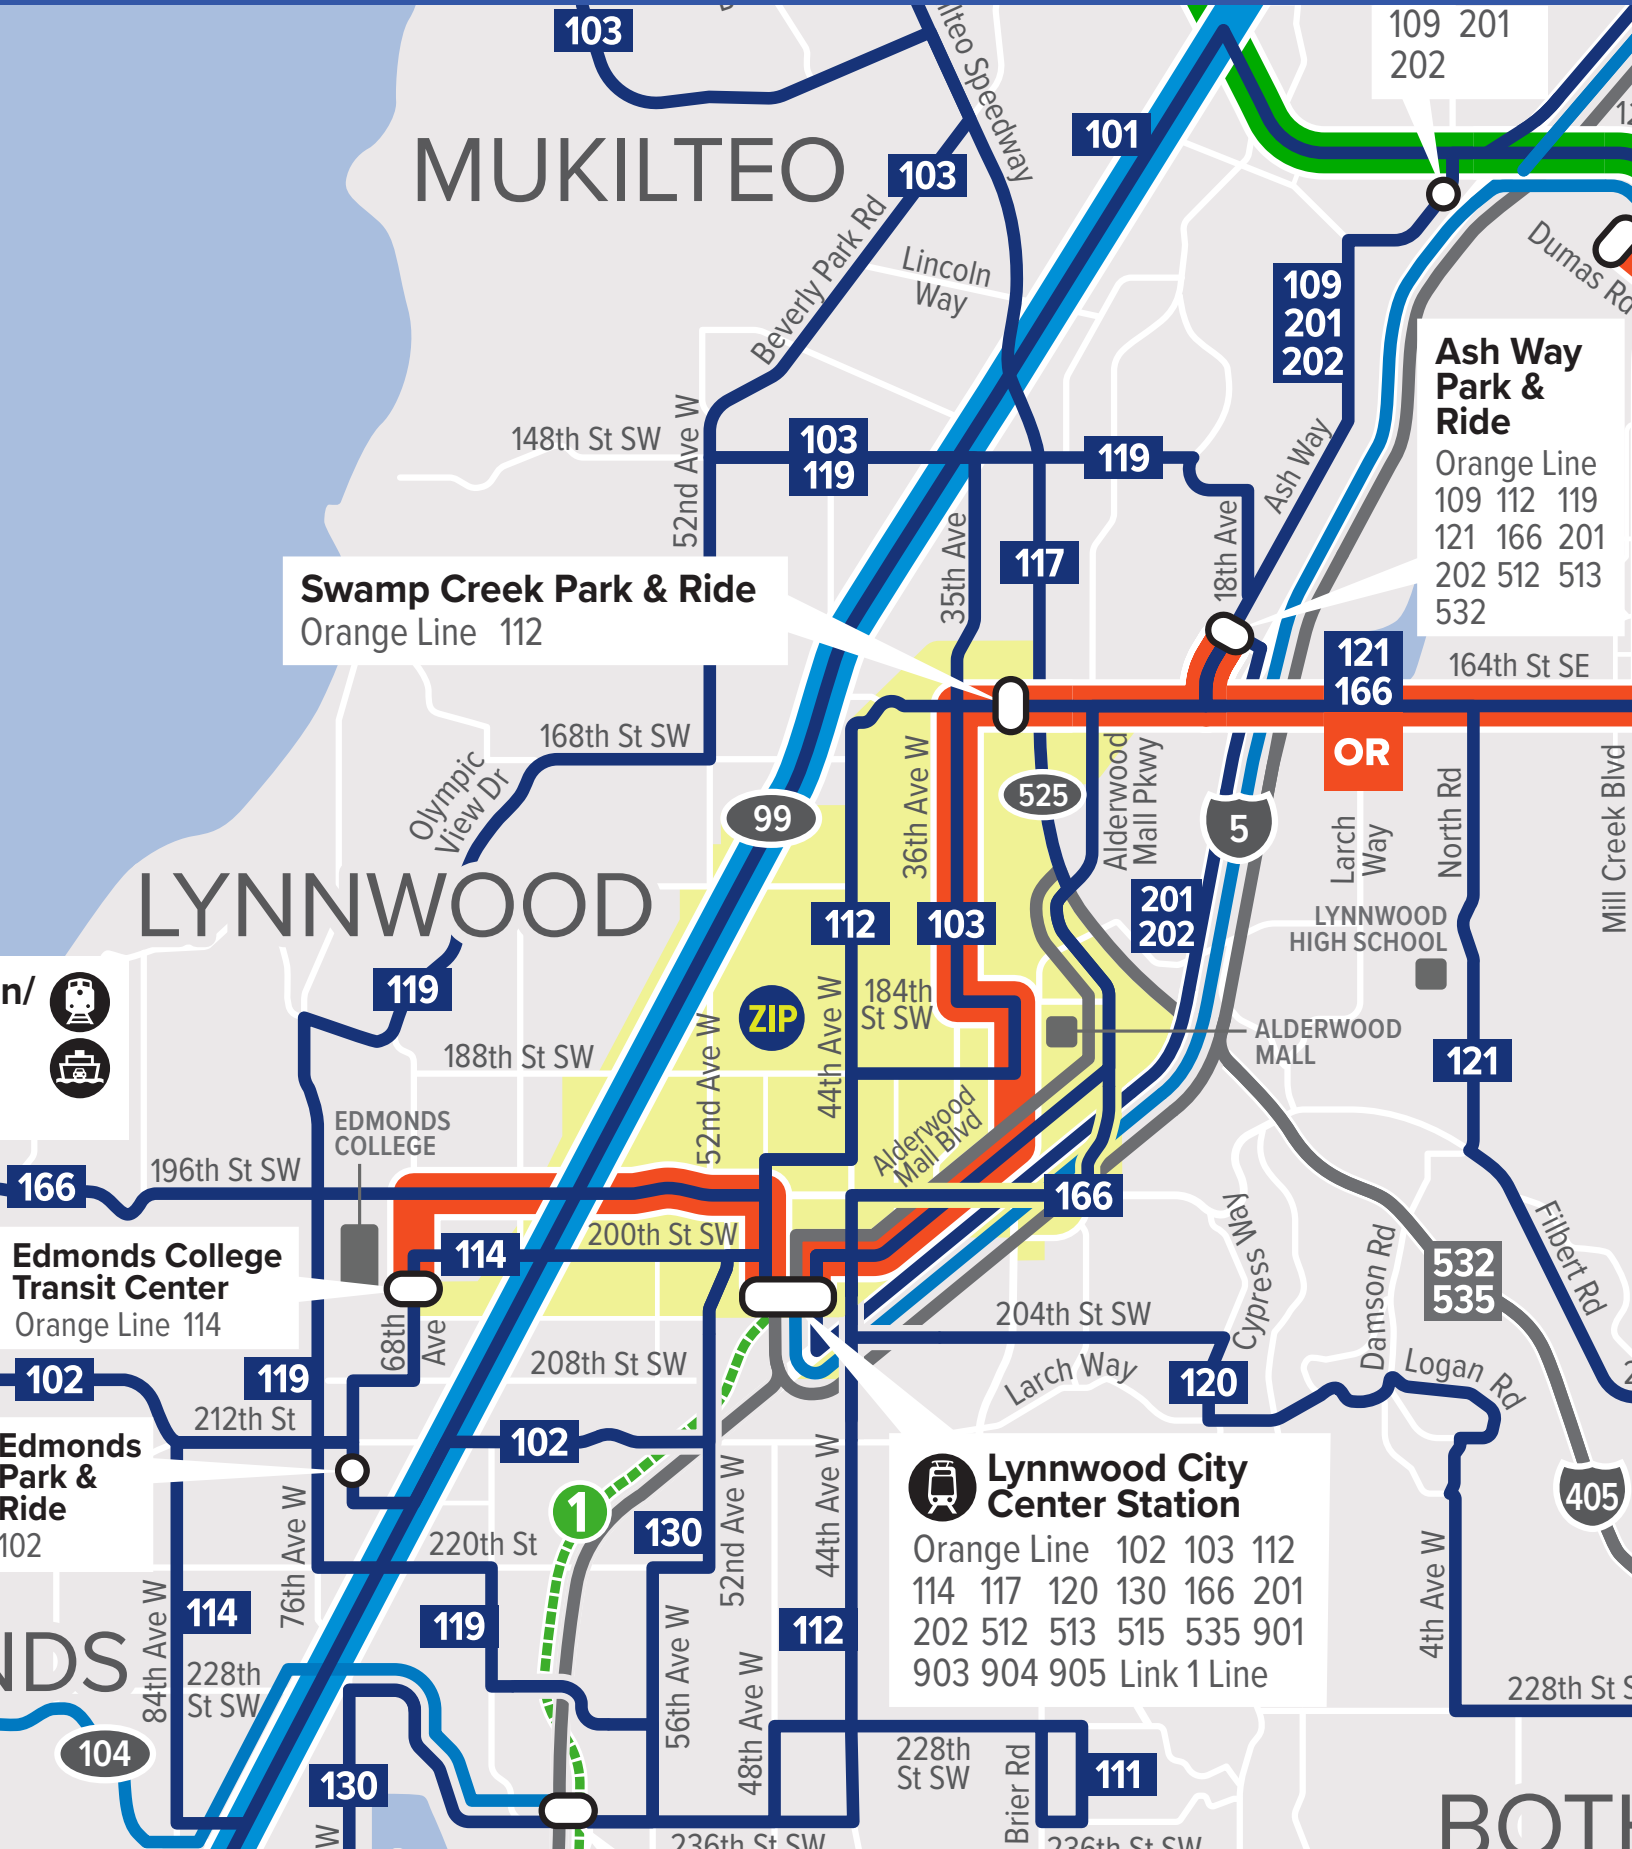 103
109 201
202
lteo Speedway
101
MUKILTEO
103
Beverly Park Rd
Lincoln
Way
Dumas Rd
109
201
202
Ash Way
Park &
Ride
Orange Line
109 112 119
121 166 201
202 512 513
532
148th St SW
52nd Ave W
103
119
119
Ash Way
18th Ave
35th Ave
117
Swamp Creek Park & Ride
Orange Line 112
121
166
OR
164th St SE
168th St SW
Olympic
View Dr
99
36th Ave W
525
Alderwood
Mall Pkwy
5
Larch
Way
North Rd
Mill Creek Blvd
LYNNWOOD
112
103
201
202
LYNNWOOD
HIGH SCHOOL
n/
119
ZIP
44th Ave W
184th
St SW
52nd Ave W
188th St SW
ALDERWOOD
MALL
121
EDMONDS
COLLEGE
Alderwood
Mall Blvd
166
196th St SW
166
Cypress Way
Filbert Rd
Edmonds College
Transit Center
Orange Line 114
114
200th St SW
532
535
Damson Rd
68th
Ave
204th St SW
102
119
208th St SW
Larch Way
120
Logan Rd
212th St
102
Edmonds
Park &
Ride
102
Lynnwood City
Center Station
Orange Line 102 103 112
114 117 120 130 166 201
202 512 513 515 535 901
903 904 905 Link 1 Line
405
1
76th Ave W
220th St
130
52nd Ave W
44th Ave W
4th Ave W
84th Ave W
114
119
112
NDS
228th
St SW
56th Ave W
48th Ave W
228th St S
104
130
228th
St SW
Brier Rd
111
W
236th St SW
236th St SW
BOTH